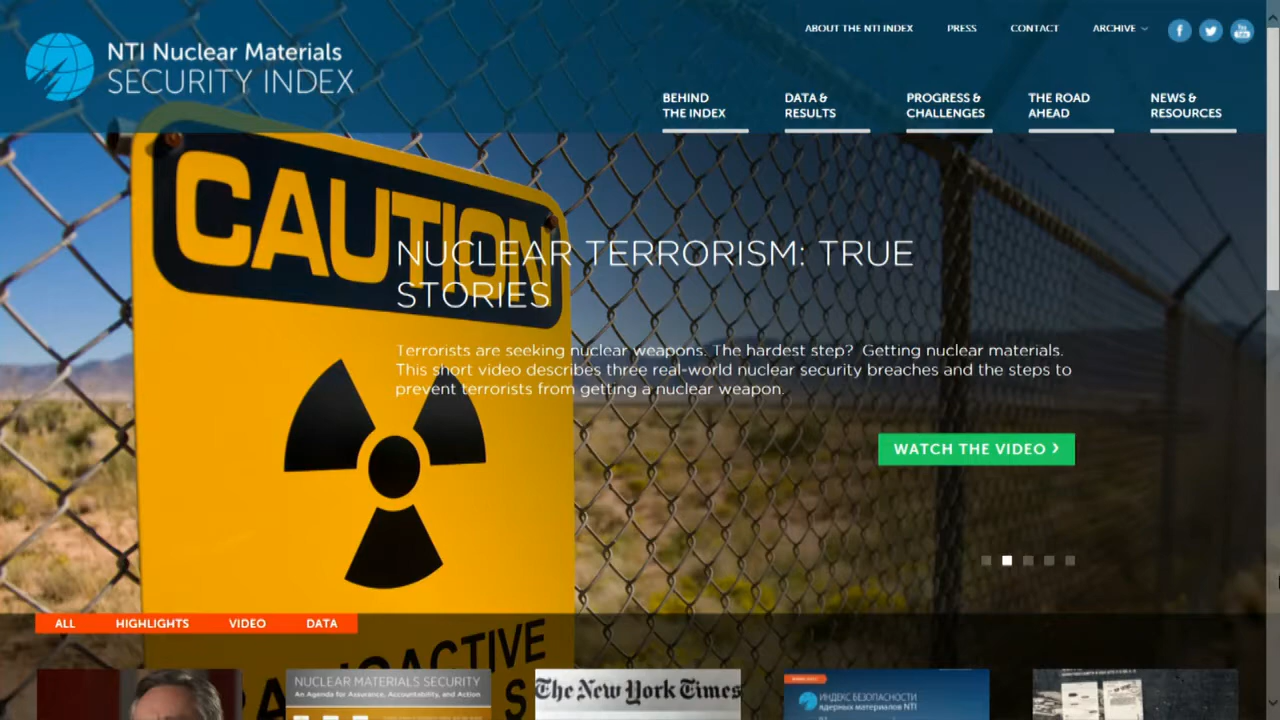 ABOUT THE NTI INDEX PRESS CONTACT ARCHIVE
NTI Nuclear Materials
SECURITY INDEX
BEHIND
THE INDEX
DATA &
RESULTS
PROGRESS &
CHALLENGES
THE ROAD
AHEAD
NEWS &
RESOURCES
CAUTION
NUCLEAR TERRORISM: TRUE
STORIES
Terrorists are seeking nuclear weapons. The hardest step? Getting nuclear materials.
This short video describes three real-world nuclear security breaches and the steps to
prevent terrorists from getting a nuclear weapon.
WATCH THE VIDEO
ALL HIGHLIGHTS VIDEO DATA
NUCLEAR MATERIALS SECURITY
An Agenda for Assurance, Accountability, and Action
The New York Times
ИНДЕКС БЕЗОПАСНОСТИ
ядерных материалов NTI